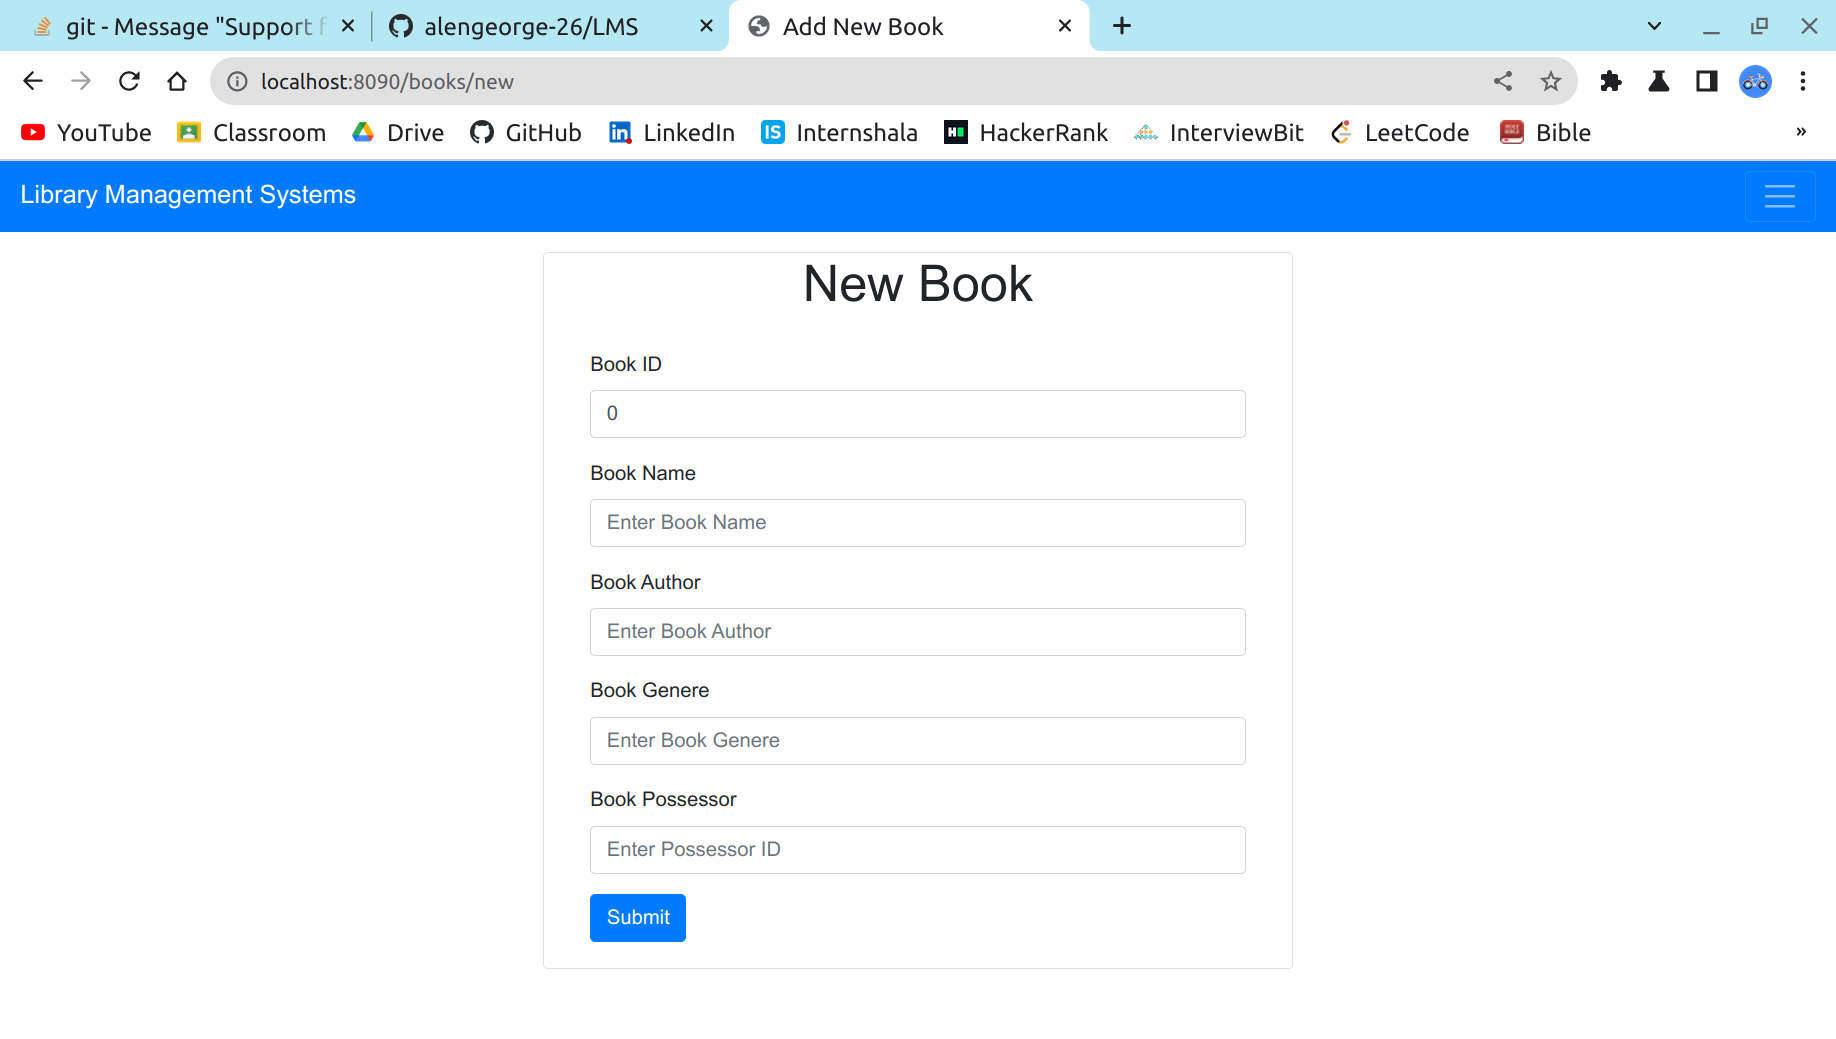 git - Message "Support f
alengeorge-26/LMS
Add New Book
localhost:8090/books/new
YouTube
Classroom
Drive
GitHub
LinkedIn
Internshala
HackerRank
InterviewBit
LeetCode
Bible
»
Library Management Systems
New Book
Book ID
0
Book Name
Enter Book Name
Book Author
Enter Book Author
Book Genere
Enter Book Genere
Book Possessor
Enter Possessor ID
Submit